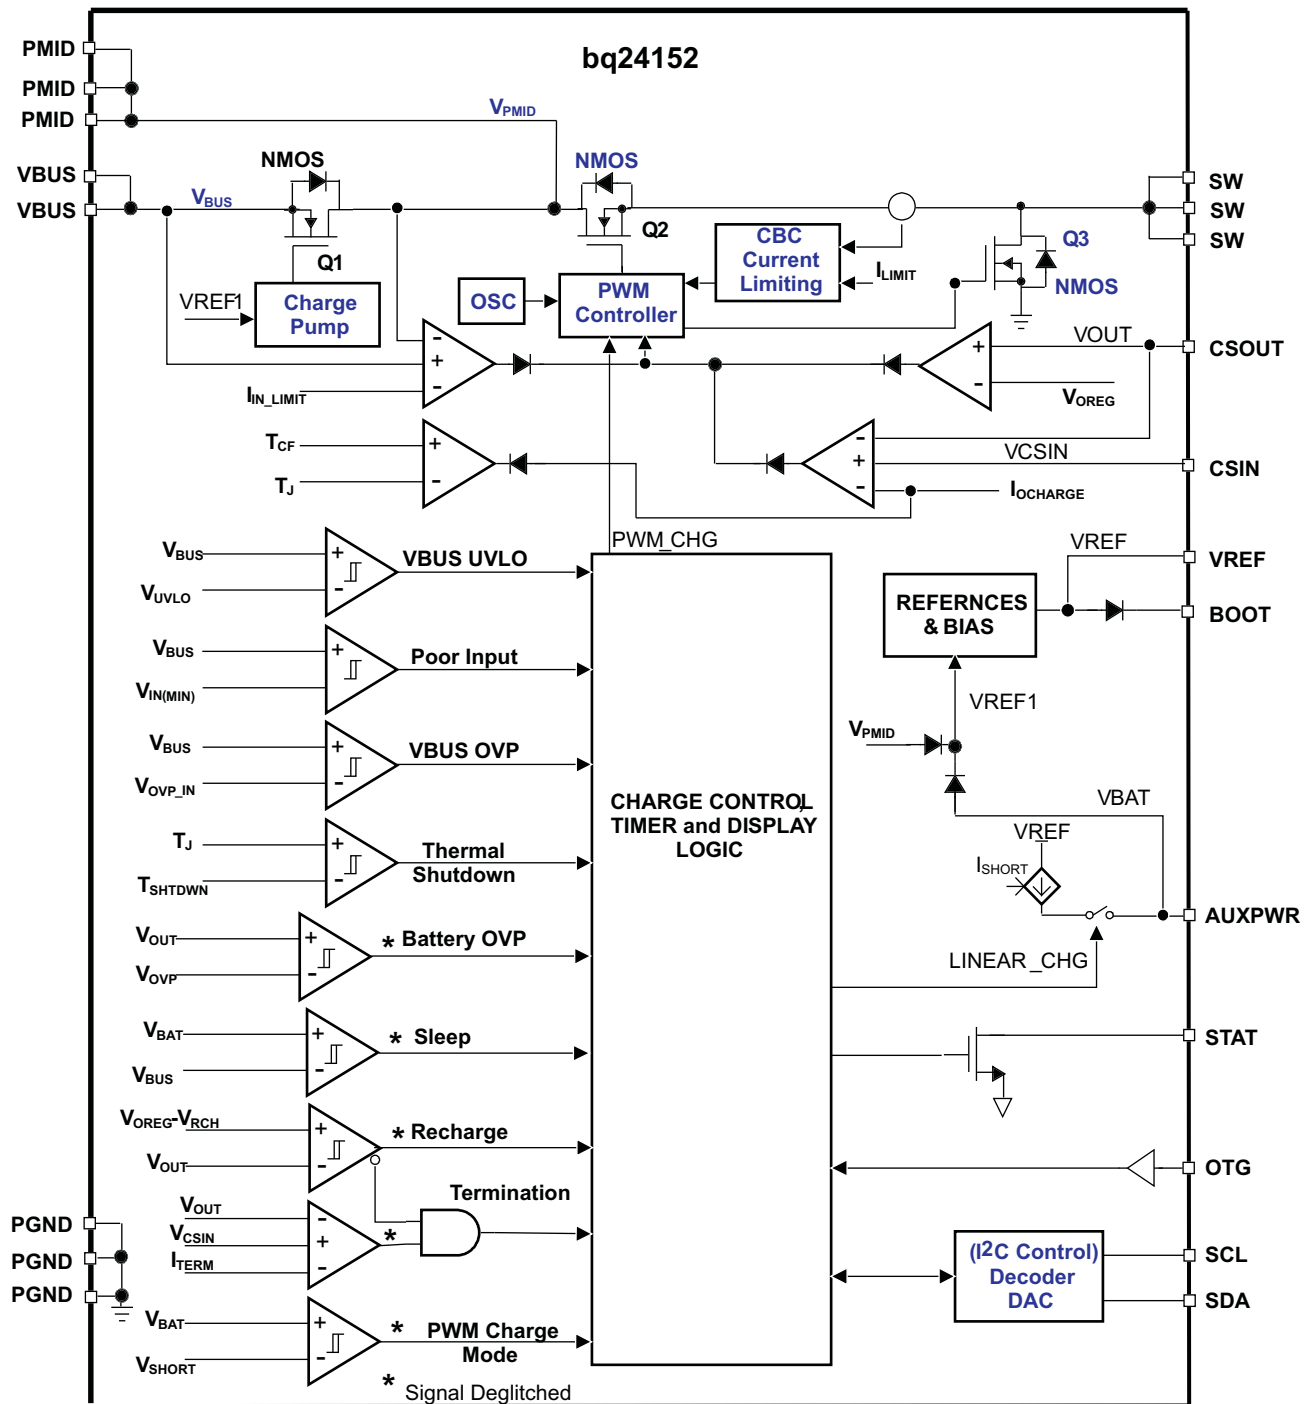 bq24152
PMID
PMID
PMID
VPMID
VBUS
VBUS
VBUS
NMOS
Q1
NMOS
Q2
SW
SW
SW
Q3
NMOS
CBC
Current
Limiting
ILIMIT
VREF1
Charge
Pump
OSC
PWM
Controller
-
+
-
IIN_LIMIT
+
-
VOUT
VOREG
CSOUT
TCF
TJ
+
-
-
+
-
VCSIN
IOCHARGE
CSIN
PWM_CHG
VBUS
VUVLO
+
-
VBUS UVLO
VREF
VREF
REFERNCES
& BIAS
BOOT
VBUS
VIN(MIN)
+
-
Poor Input
VREF1
VPMID
VBUS
VOVP_IN
+
-
VBUS OVP
CHARGE CONTROL,
TIMER and DISPLAY
LOGIC
VBAT
VREF
ISHORT
TJ
TSHTDWN
+
-
Thermal
Shutdown
AUXPWR
VOUT
VOVP
+
-
* Battery OVP
LINEAR_CHG
VBAT
VBUS
+
-
* Sleep
STAT
VOREG-VRCH
VOUT
+
-
* Recharge
OTG
Termination
VOUT
VCSIN
ITERM
-
+
-
*
PGND
PGND
PGND
(I2C Control)
Decoder
DAC
SCL
SDA
VBAT
VSHORT
+
-
* PWM Charge
Mode
* Signal Deglitched